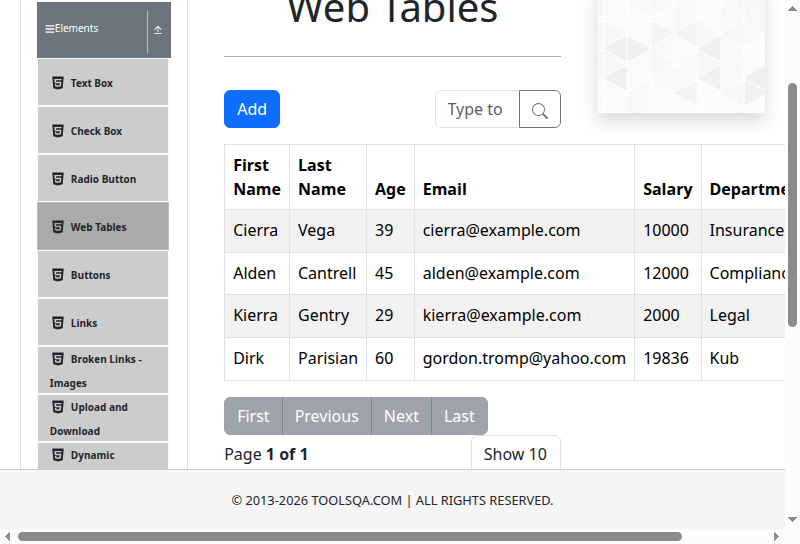 Web Tables
Elements
Text Box
Check Box
Radio Button
Web Tables
Buttons
Links
Broken Links -
Images
Upload and
Download
Dynamic
Add
Type to
First Name Last Name Age Email Salary Departme
Cierra Vega 39 cierra@example.com 10000 Insurance
Alden Cantrell 45 alden@example.com 12000 Complianc
Kierra Gentry 29 kierra@example.com 2000 Legal
Dirk Parisian 60 gordon.tromp@yahoo.com 19836 Kub
First Previous Next Last
Page 1 of 1 Show 10
© 2013-2026 TOOLSQA.COM | ALL RIGHTS RESERVED.